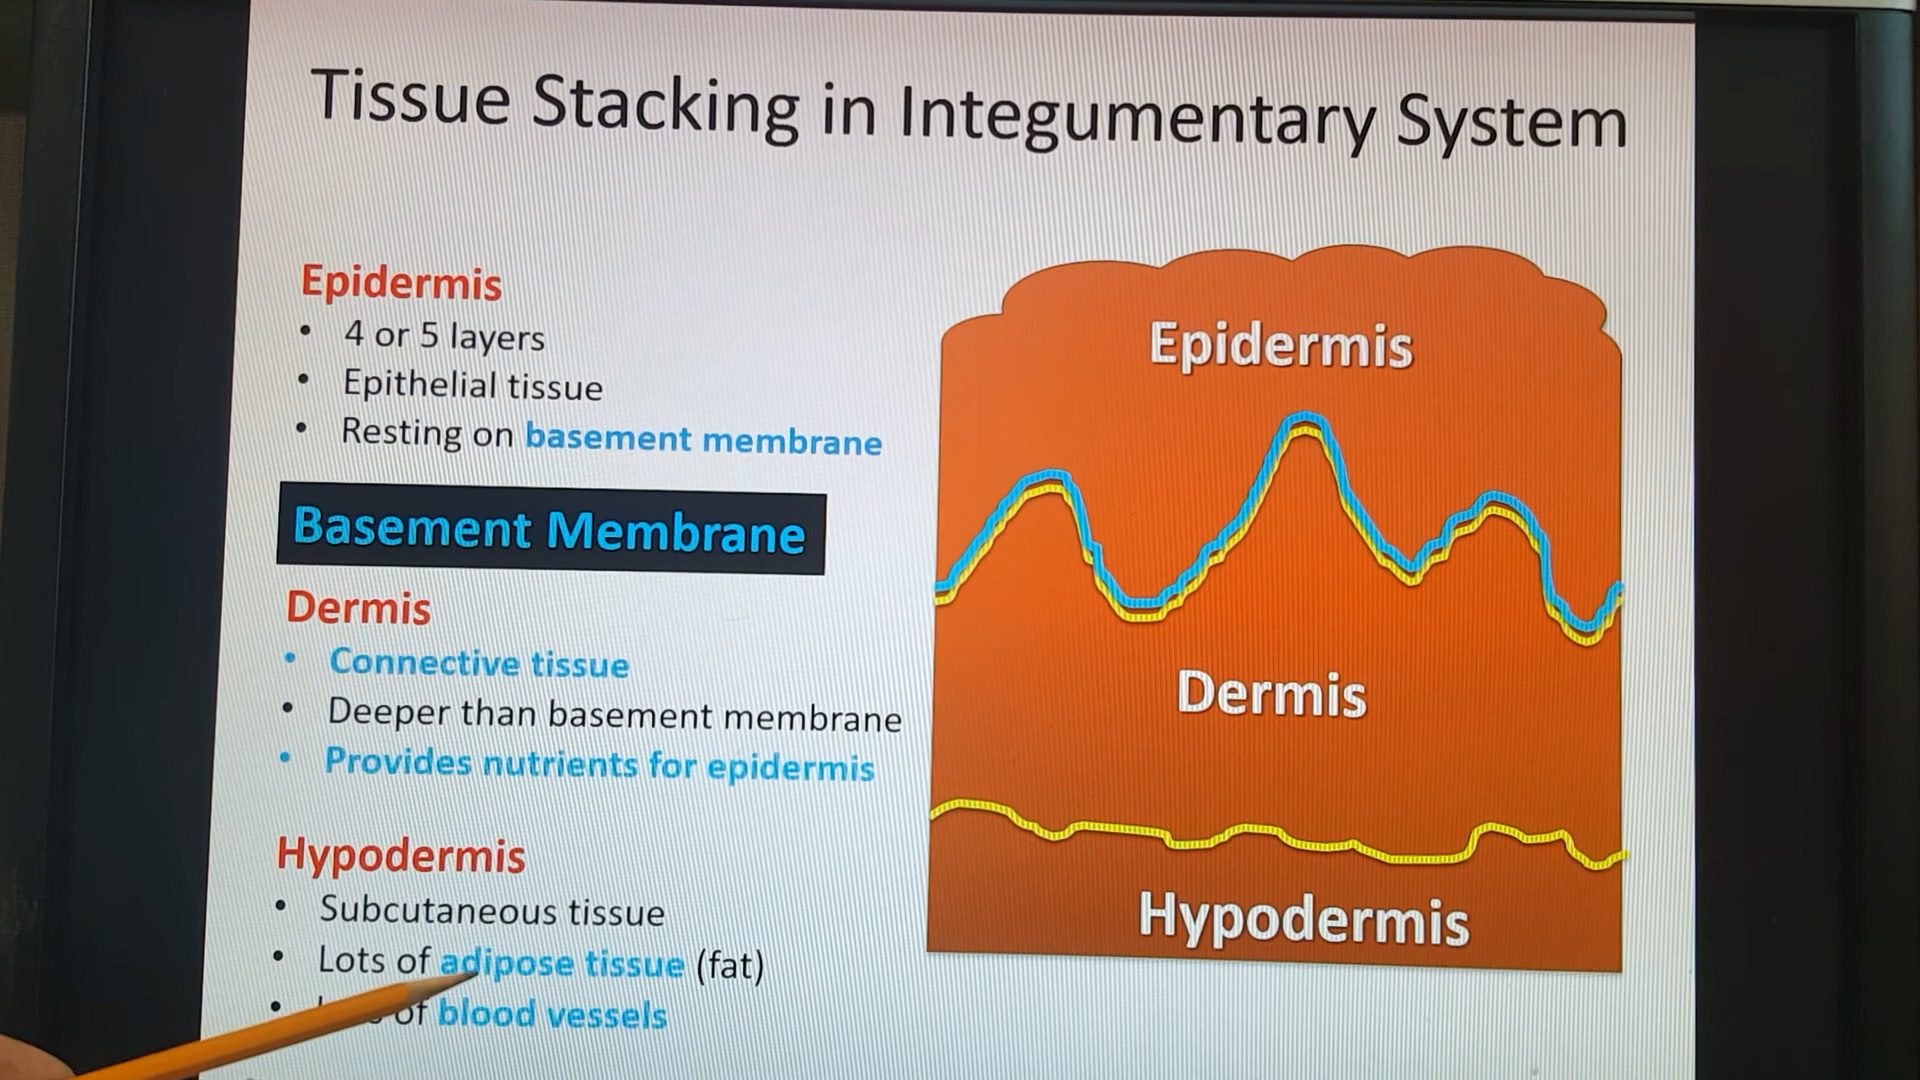 Tissue Stacking in Integumentary System
Epidermis
• 4 or 5 layers
• Epithelial tissue
• Resting on basement membrane
Basement Membrane
Dermis
• Connective tissue
• Deeper than basement membrane
• Provides nutrients for epidermis
Hypodermis
• Subcutaneous tissue
• Lots of adipose tissue (fat)
• of blood vessels
Epidermis
Dermis
Hypodermis